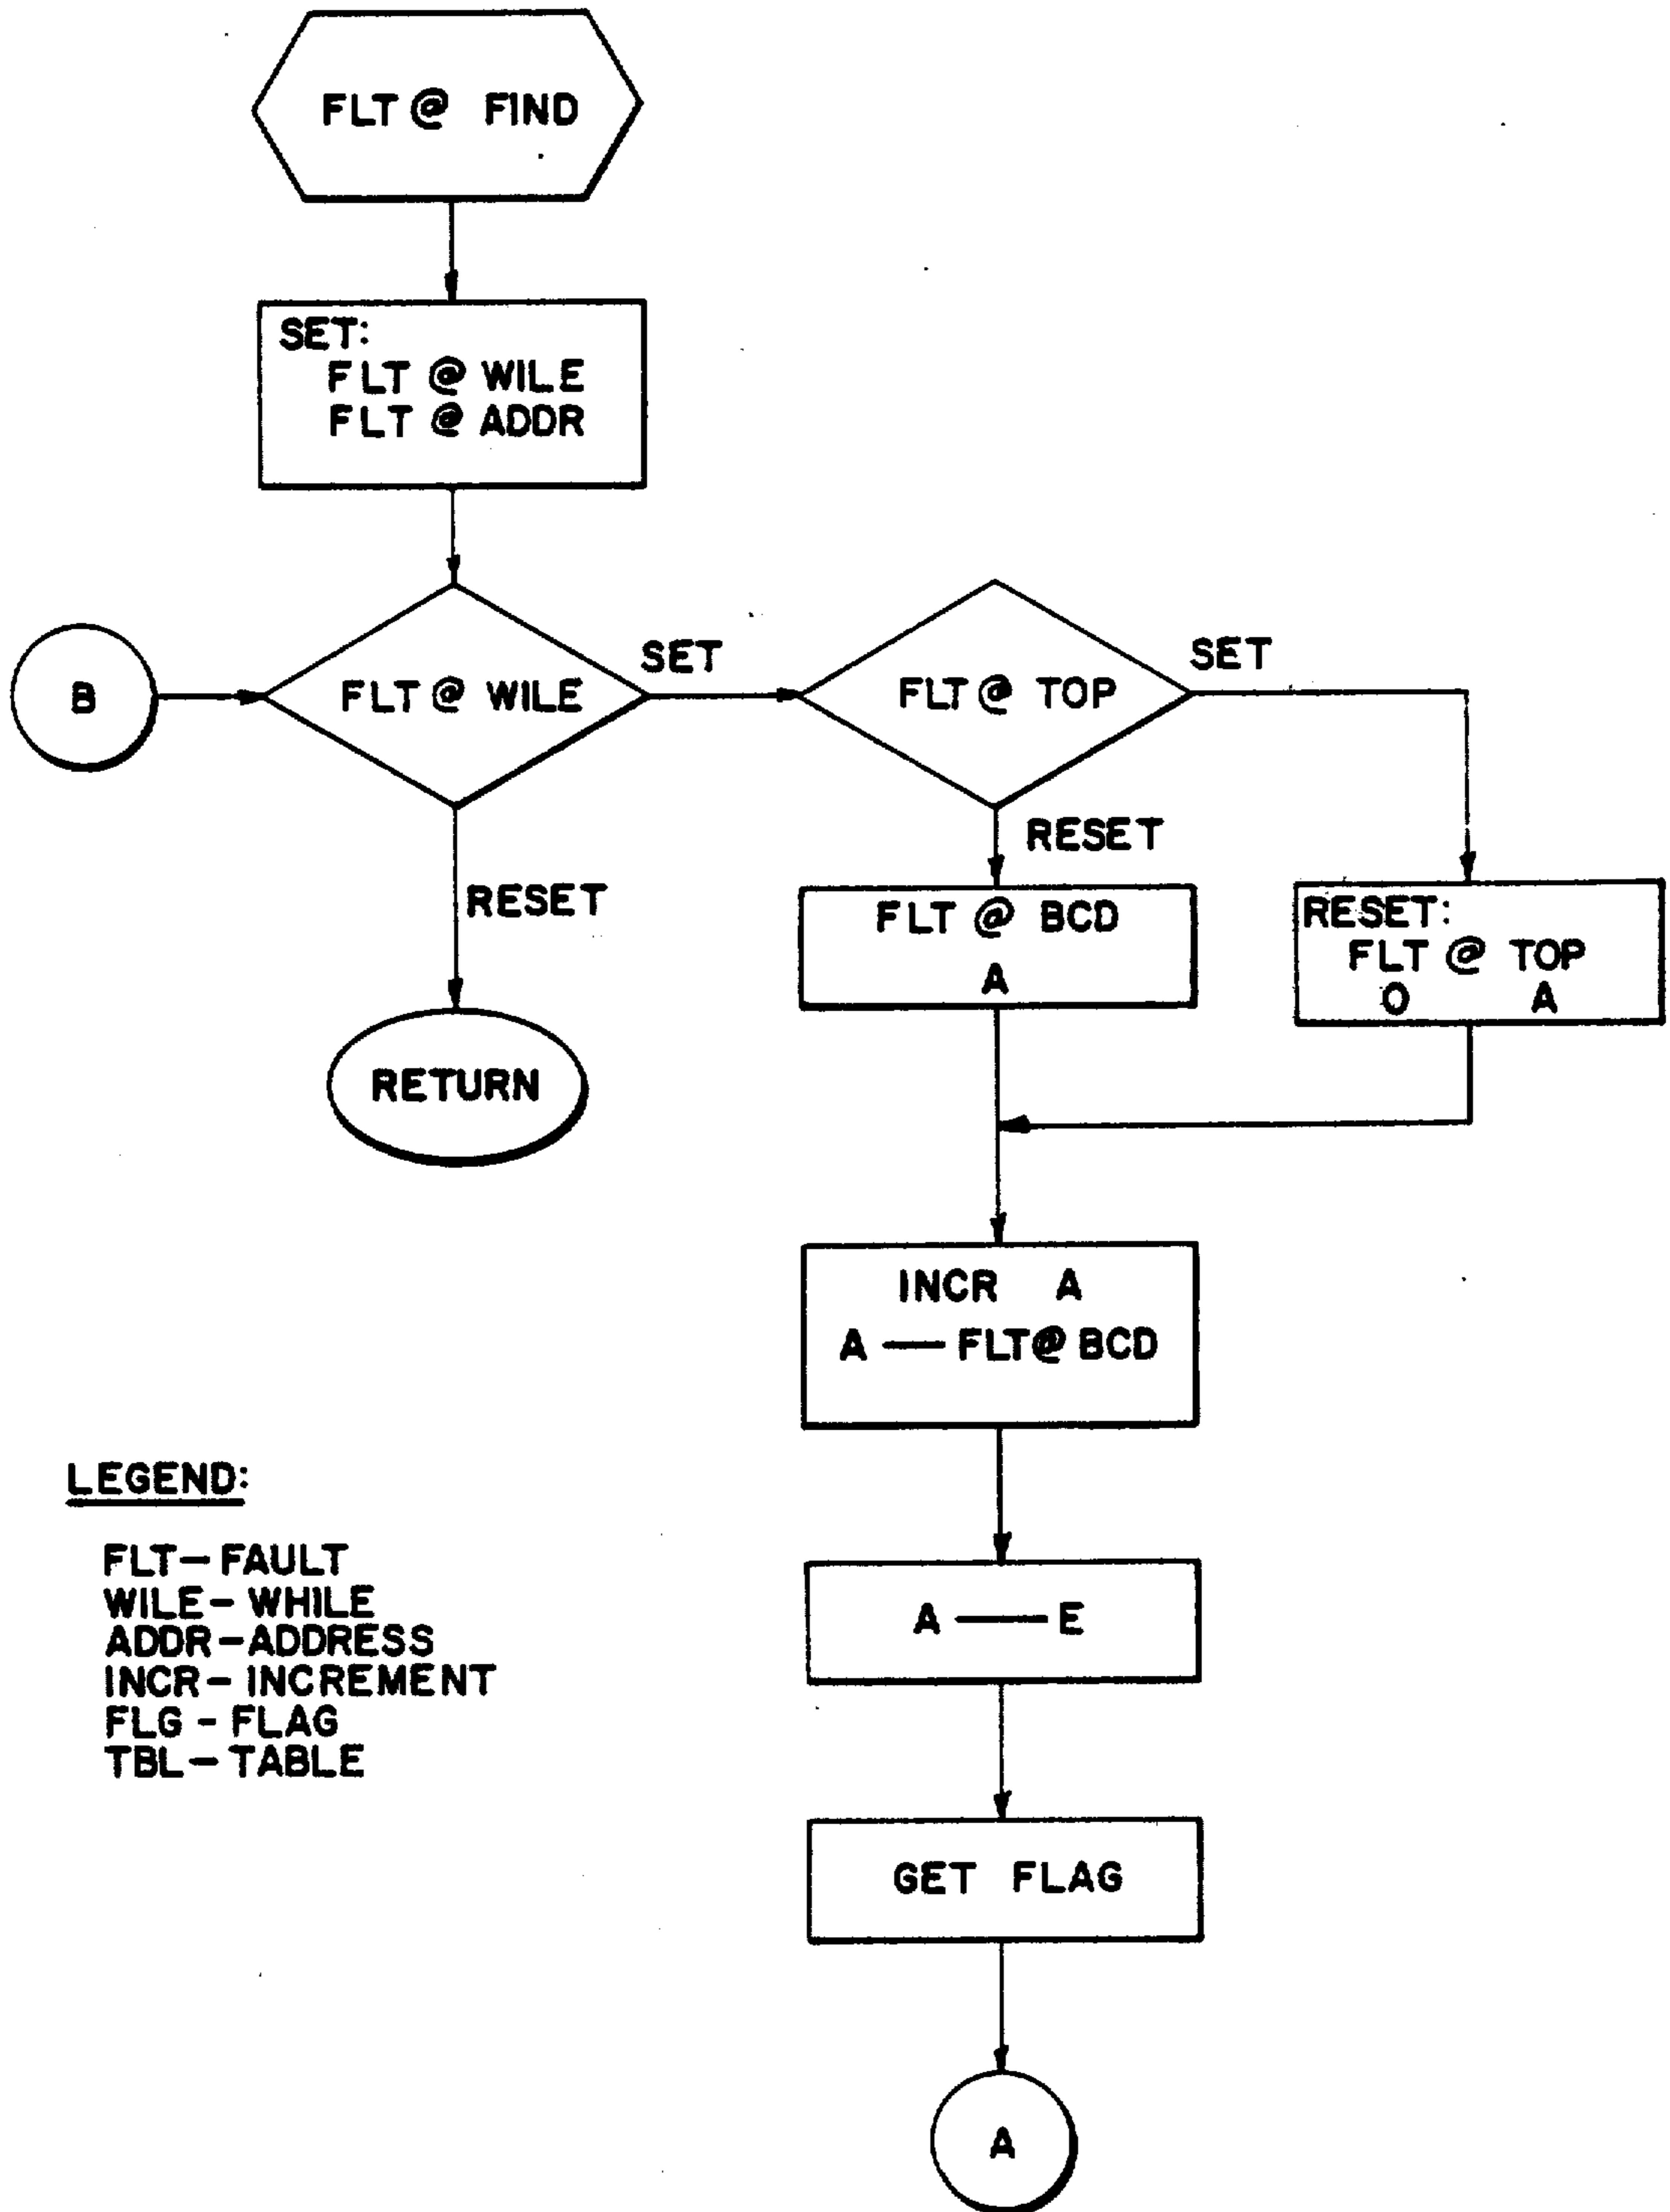 FLT @ FIND
SET:
FLT @ WILE
FLT @ ADDR
B
FLT @ WILE
SET
FLT @ TOP
SET
RESET
RESET
FLT @ BCD
A
RESET:
FLT @ TOP
O A
RETURN
INCR A
A — FLT@ BCD
A — E
GET FLAG
A
LEGEND:
FLT – FAULT
WILE – WHILE
ADDR – ADDRESS
INCR – INCREMENT
FLG - FLAG
TBL – TABLE